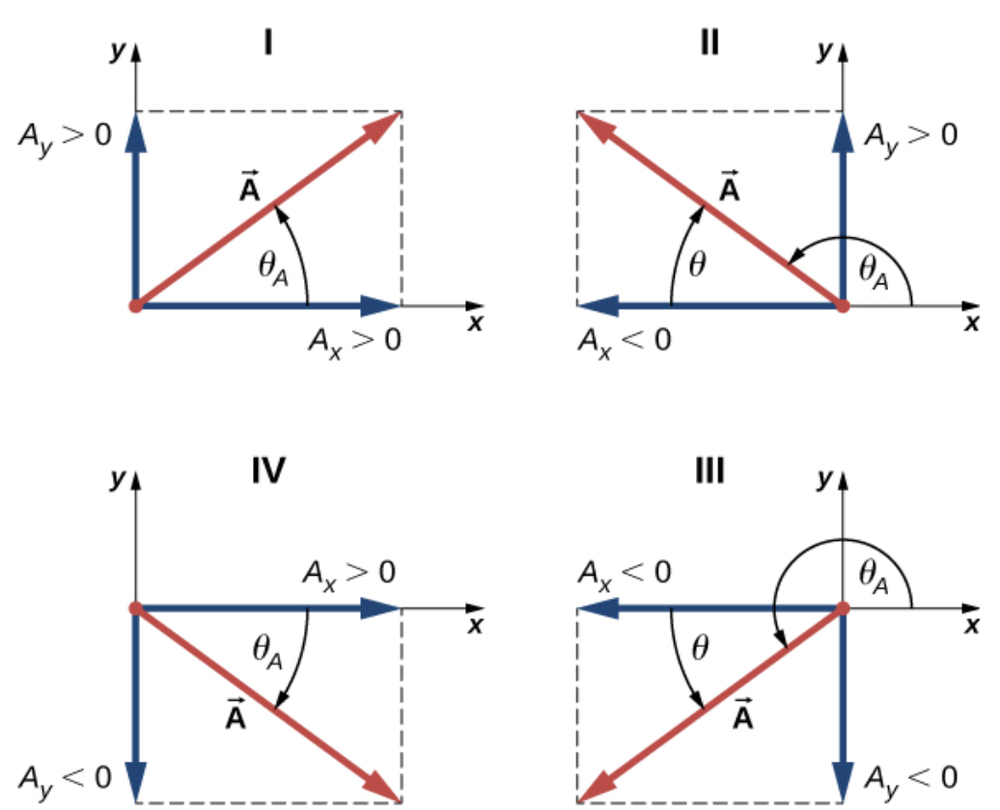 I
y
A_y > 0
A⃗
θ_A
x
A_x > 0
II
y
A_y > 0
A⃗
θ
θ_A
A_x < 0
x
IV
y
A_x > 0
x
θ_A
A⃗
A_y < 0
III
y
A_x < 0
θ_A
x
θ
A⃗
A_y < 0